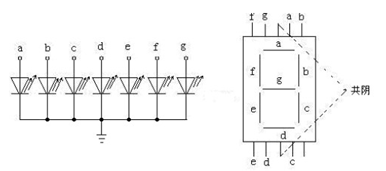 a b c d e f g
f g a b
a
f b
g
e c
d
共阴
e d c